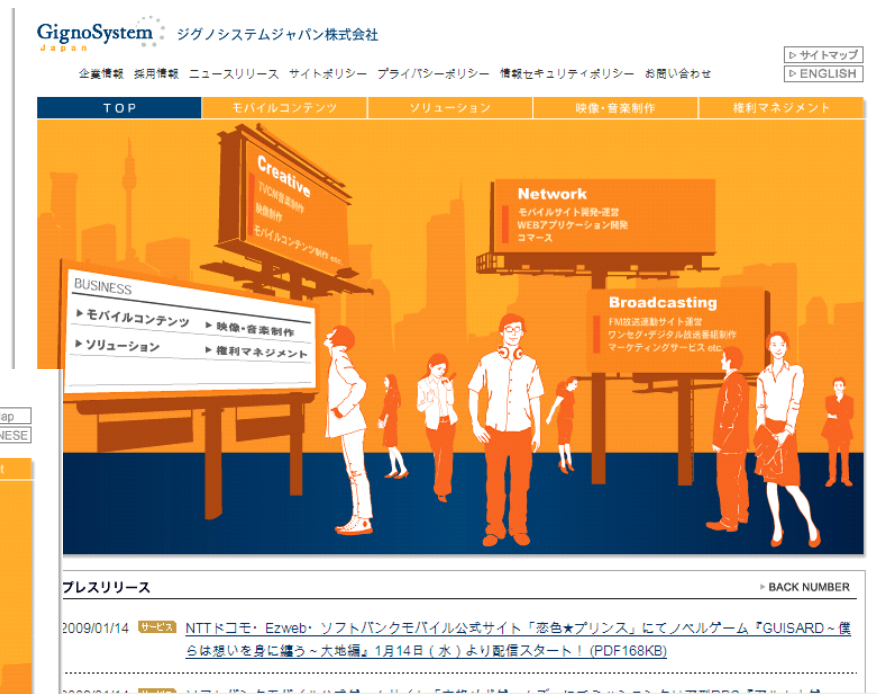 GignoSystem
Japan
ジグノシステムジャパン株式会社
▷ サイトマップ
▷ ENGLISH
企業情報 採用情報 ニュースリリース サイトポリシー プライバシーポリシー 情報セキュリティポリシー お問い合わせ
TOP モバイルコンテンツ ソリューション 映像・音楽制作 権利マネジメント
Creative
TVCM音楽制作
映像制作
モバイルコンテンツ制作 etc.
Network
モバイルサイト開発・運営
WEBアプリケーション開発
コマース
BUSINESS
▶ モバイルコンテンツ ▶ 映像・音楽制作
▶ ソリューション ▶ 権利マネジメント
Broadcasting
FM放送連動サイト運営
ワンセグ・デジタル放送番組制作
マーケティングサービス etc.
プレスリリース
▶ BACK NUMBER
2009/01/14 サービス NTTドコモ・ Ezweb・ ソフトバンクモバイル公式サイト「恋色★プリンス」にてノベルゲーム『GUISARD～僕
らは想いを身に纏う～大地編』1月14日（水）より配信スタート！ (PDF168KB)